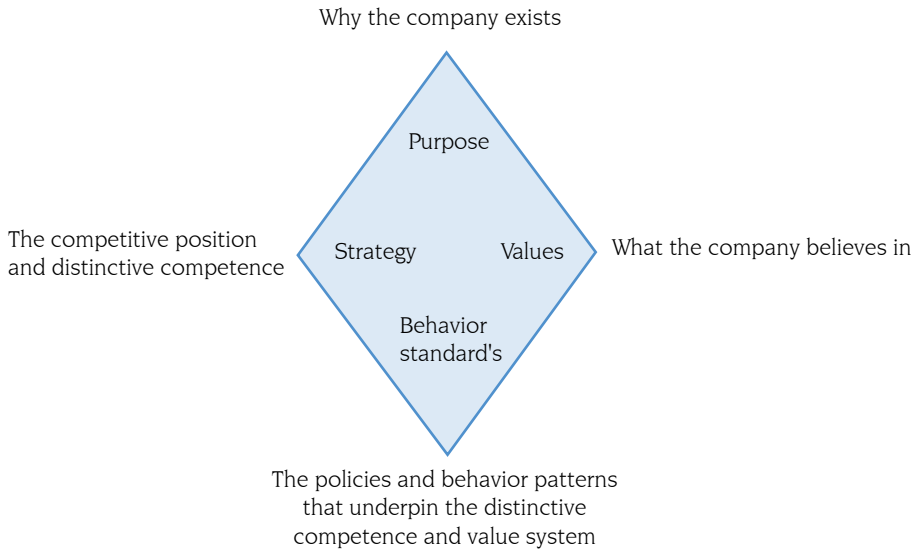 Why the company exists
Purpose
The competitive position
and distinctive competence
Strategy
Values
What the company believes in
Behavior
standard's
The policies and behavior patterns
that underpin the distinctive
competence and value system